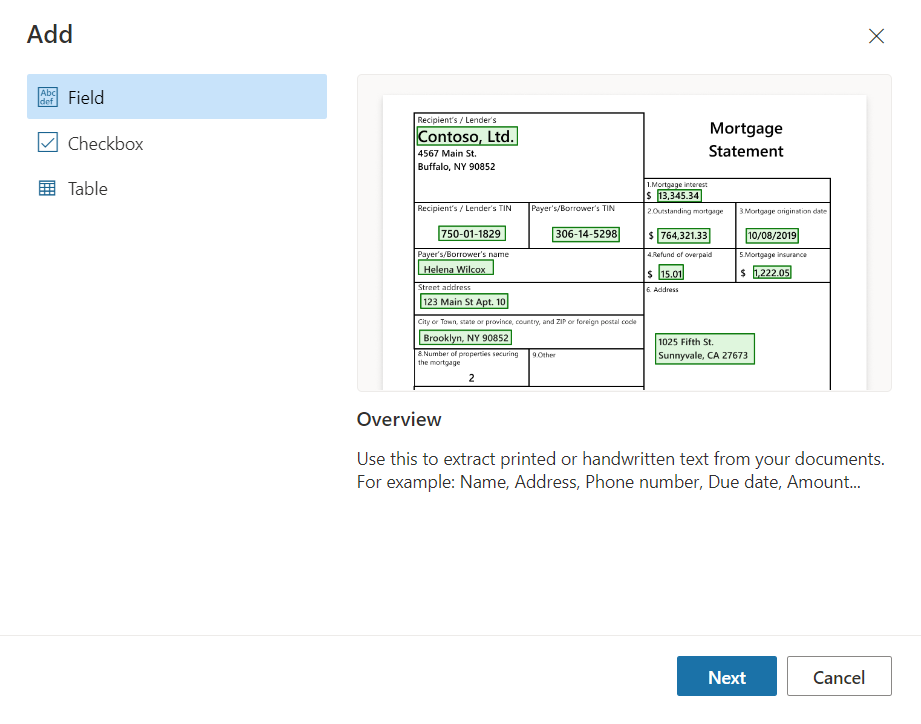 Add
Abc
def
Field
Checkbox
Table
Recipient's / Lender's
Contoso, Ltd.
4567 Main St.
Buffalo, NY 90852
Mortgage
Statement
1.Mortgage interest
$ 13,345.34
Recipient's / Lender's TIN
750-01-1829
Payer's/Borrower's TIN
306-14-5298
2.Outstanding mortgage
$ 764,321.33
3.Mortgage origination date
10/08/2019
Payer's/Borrower's name
Helena Wilcox
4.Refund of overpaid
$ 15.01
5.Mortgage insurance
$ 1,222.05
Street address
123 Main St Apt. 10
6. Address
1025 Fifth St.
Sunnyvale, CA 27673
City or Town, state or province, country, and ZIP or foreign postal code
Brooklyn, NY 90852
8.Number of properties securing
the mortgage
2
9.Other
Overview
Use this to extract printed or handwritten text from your documents.
For example: Name, Address, Phone number, Due date, Amount...
Next
Cancel